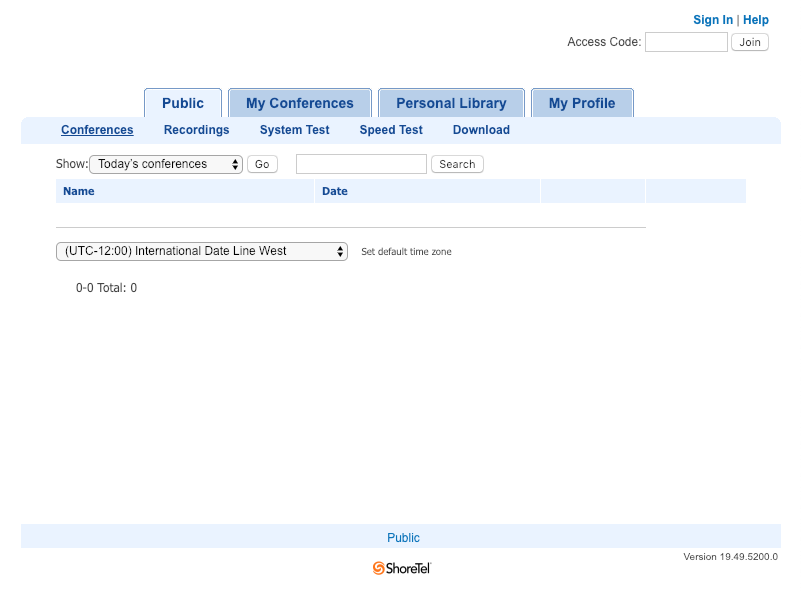 Sign In | Help
Access Code: Join
Public My Conferences Personal Library My Profile
Conferences Recordings System Test Speed Test Download
Show: Today's conferences Go Search
Name Date
(UTC-12:00) International Date Line West Set default time zone
0-0 Total: 0
Public
Version 19.49.5200.0
ShoreTel